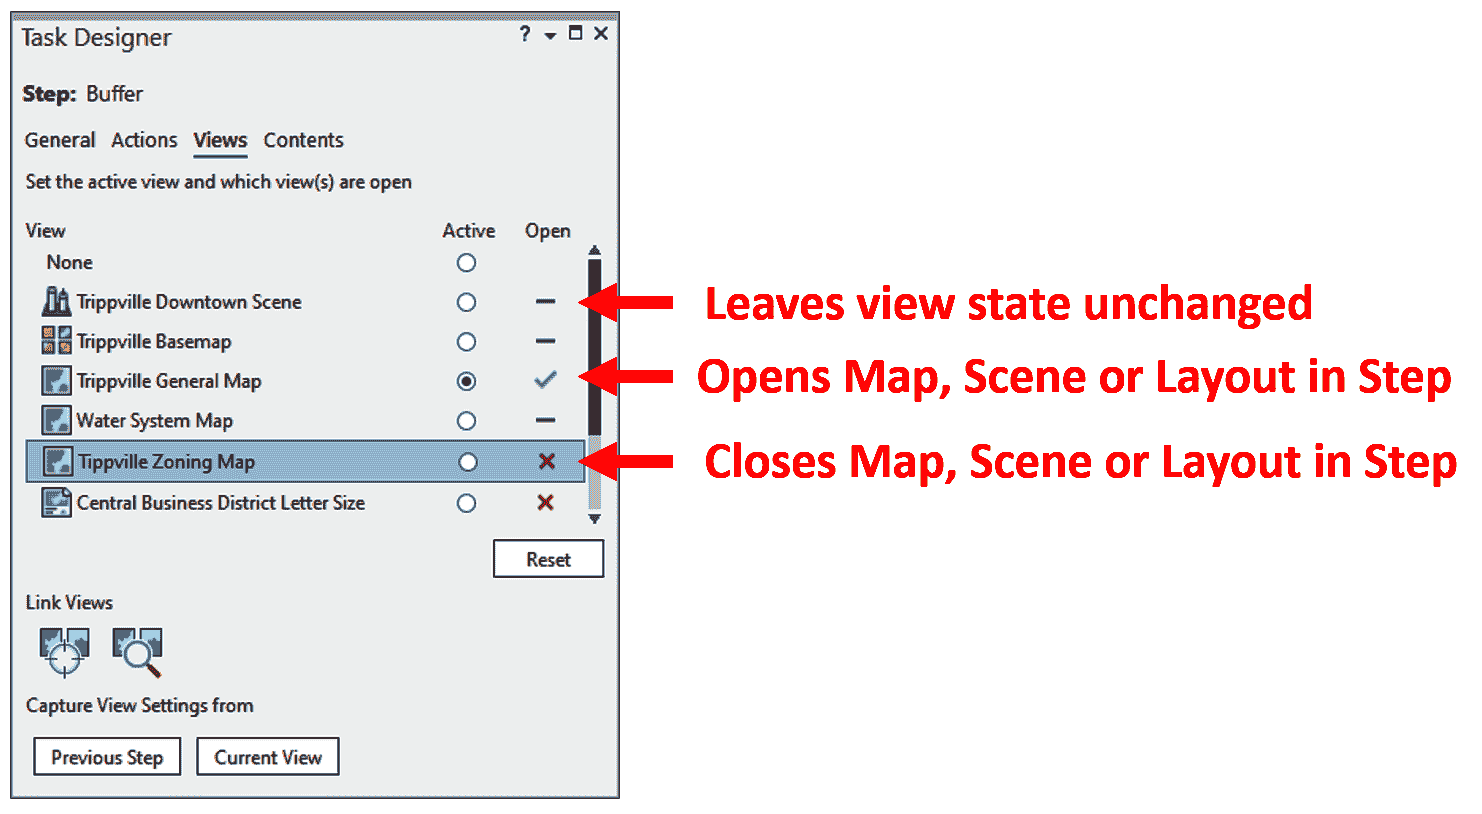 Task Designer
?
Step: Buffer
General Actions Views Contents
Set the active view and which view(s) are open
View Active Open
None
Trippville Downtown Scene
Leaves view state unchanged
Trippville Basemap
Trippville General Map
Opens Map, Scene or Layout in Step
Water System Map
Tippville Zoning Map
Closes Map, Scene or Layout in Step
Central Business District Letter Size
Reset
Link Views
Capture View Settings from
Previous Step Current View